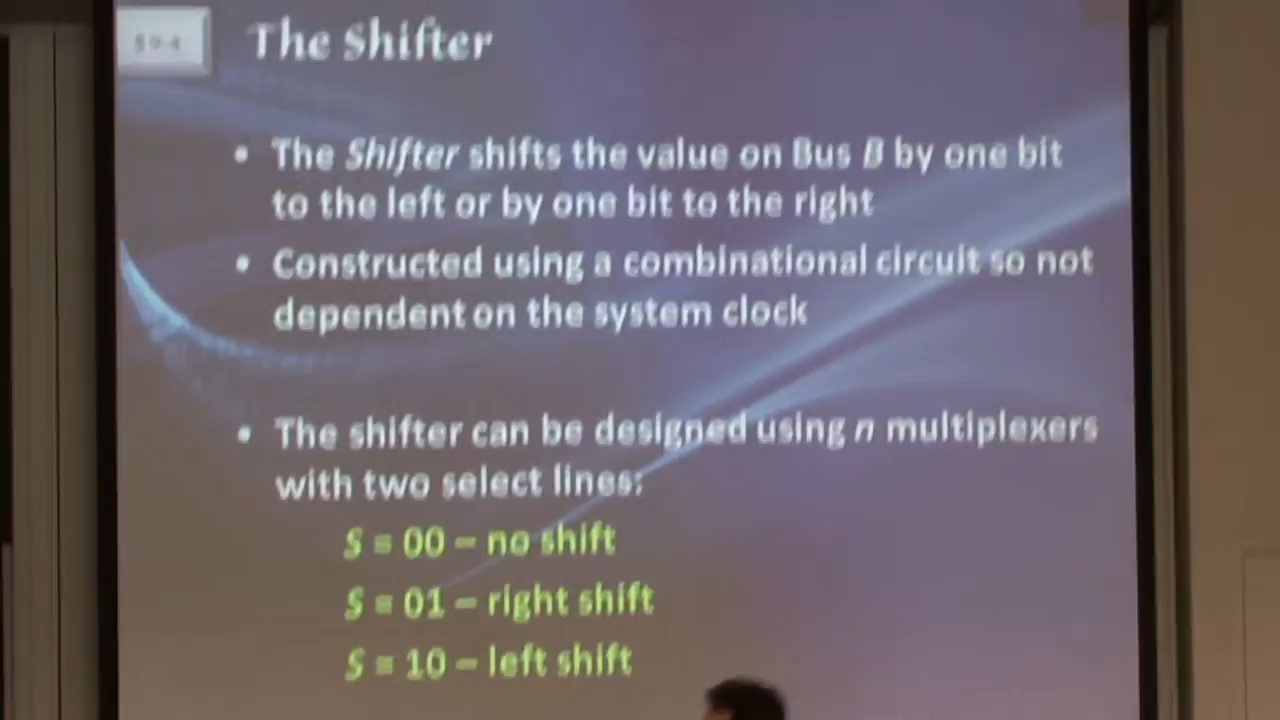 The Shifter
• The Shifter shifts the value on Bus B by one bit
to the left or by one bit to the right
• Constructed using a combinational circuit so not
dependent on the system clock
• The shifter can be designed using n multiplexers
with two select lines:
S = 00 – no shift
S = 01 – right shift
S = 10 – left shift